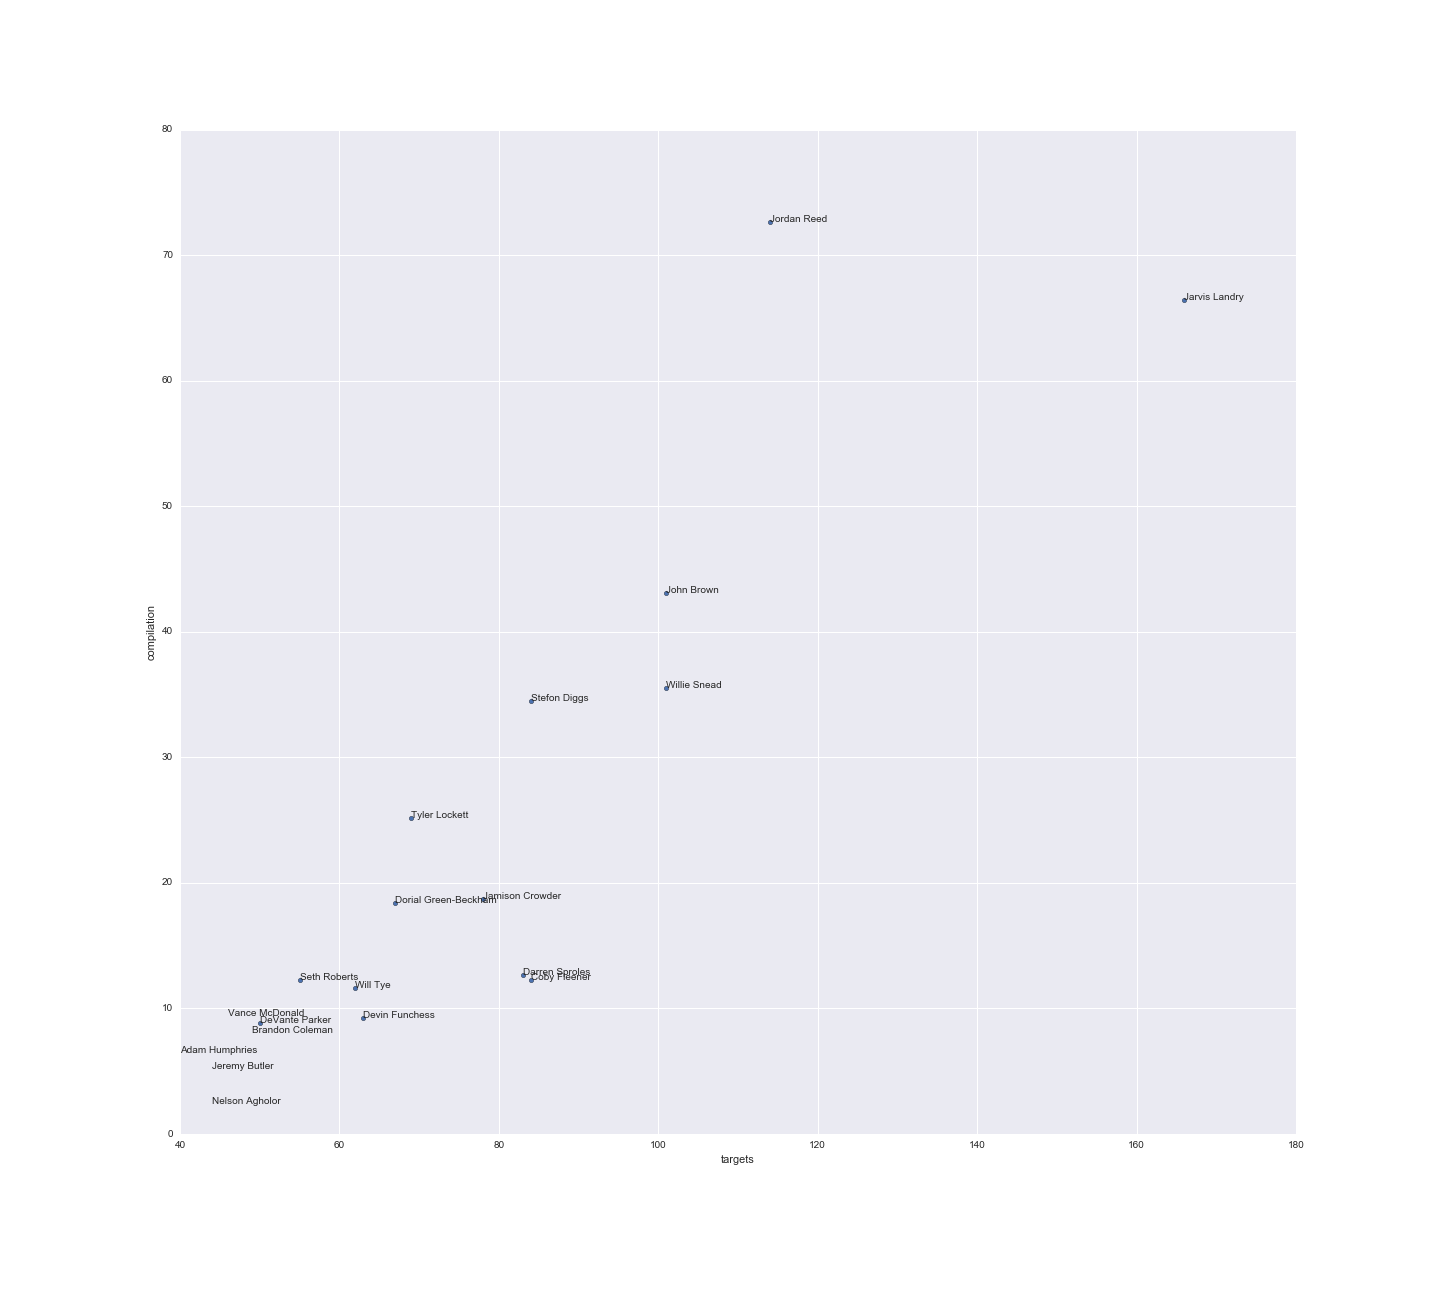 80
Jordan Reed
70
Jarvis Landry
60
50
John Brown
compilation
40
Willie Snead
Stefon Diggs
30
Tyler Lockett
20
Jamison Crowder
Dorial Green-Beckham
Darren Sproles
Coby Fleener
Seth Roberts
Will Tye
10
Vance McDonald
Devin Funchess
DeVante Parker
Brandon Coleman
Adam Humphries
Jeremy Butler
Nelson Agholor
0
40 60 80 100 120 140 160 180
targets